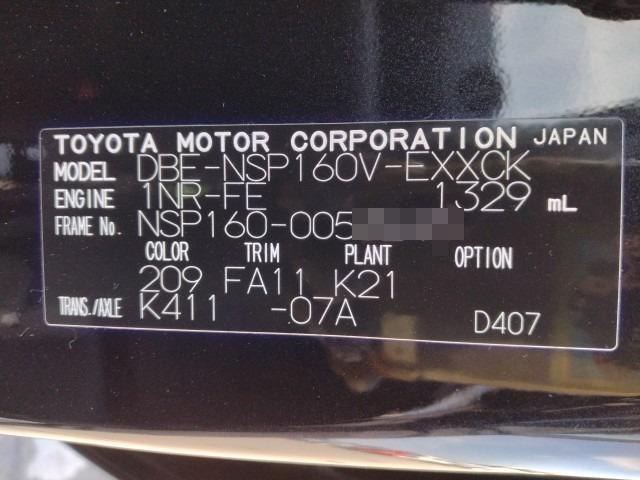 TOYOTA MOTOR CORPORATION JAPAN
MODEL DBE-NSP160V-EXXCK
ENGINE 1NR-FE 1329 mL
FRAME No. NSP160-005
COLOR TRIM PLANT OPTION
209 FA11 K21
TRANS./AXLE K411 -07A D407